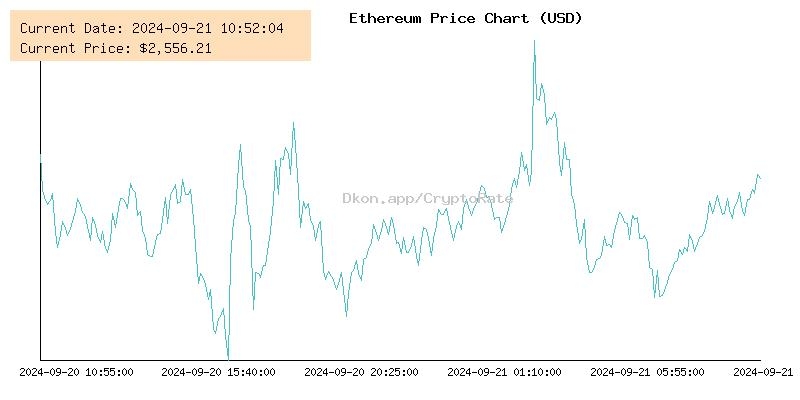 Ethereum Price Chart (USD)
Current Date: 2024-09-21 10:52:04
Current Price: $2,556.21
Dkon.app/CryptoRate
2024-09-20 10:55:00 2024-09-20 15:40:00 2024-09-20 20:25:00 2024-09-21 01:10:00 2024-09-21 05:55:00 2024-09-21